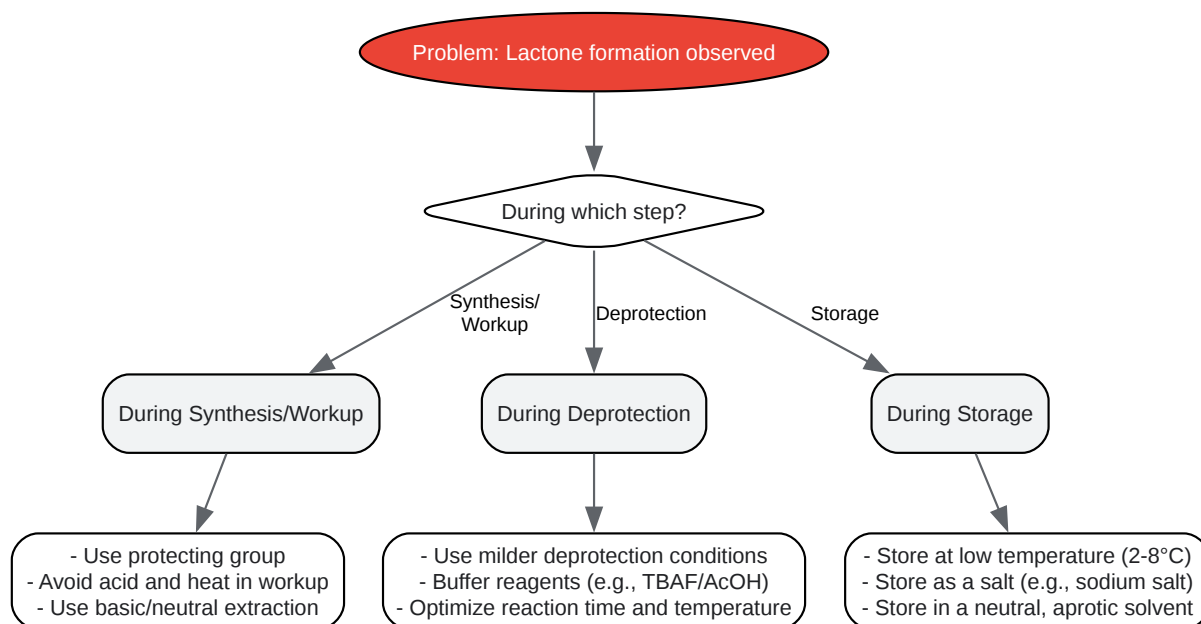 Problem: Lactone formation observed
During which step?
Synthesis/
Workup
Deprotection
Storage
During Synthesis/Workup
During Deprotection
During Storage
- Use protecting group
- Avoid acid and heat in workup
- Use basic/neutral extraction
- Use milder deprotection conditions
- Buffer reagents (e.g., TBAF/AcOH)
- Optimize reaction time and temperature
- Store at low temperature (2-8°C)
- Store as a salt (e.g., sodium salt)
- Store in a neutral, aprotic solvent